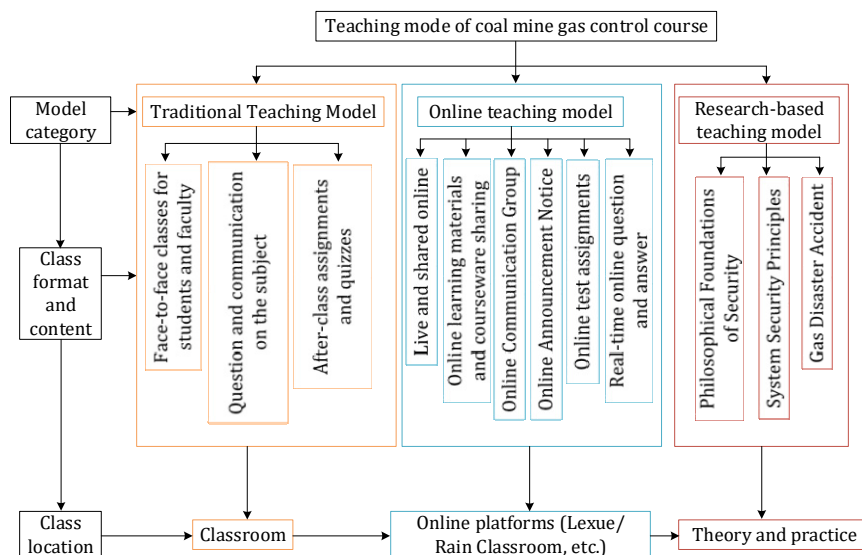 Teaching mode of coal mine gas control course
Model
category
Traditional Teaching Model
Online teaching model
Research-based
teaching model
Class
format
and
content
Face-to-face classes for
students and faculty
Question and communication
on the subject
After-class assignments
and quizzes
Live and shared online
Online learning materials
and courseware sharing
Online Communication Group
Online Announcement Notice
Online test assignments
Real-time online question
and answer
Philosophical Foundations
of Security
System Security Principles
Gas Disaster Accident
Class
location
Classroom
Online platforms (Lexue/
Rain Classroom, etc.)
Theory and practice